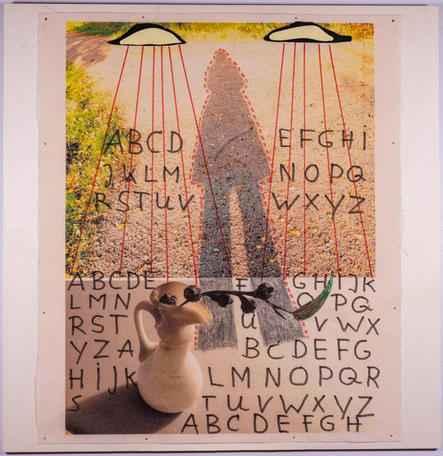 ABCD EFGHi
JKLM NOPQ
RSTUV WXYZ
ABCDE F GHiJK
LMN OPQ
RST U VWX
YZA BCDEFG
HiJK LMNOPQR
S TUVWXYZ
ABCDEFGH